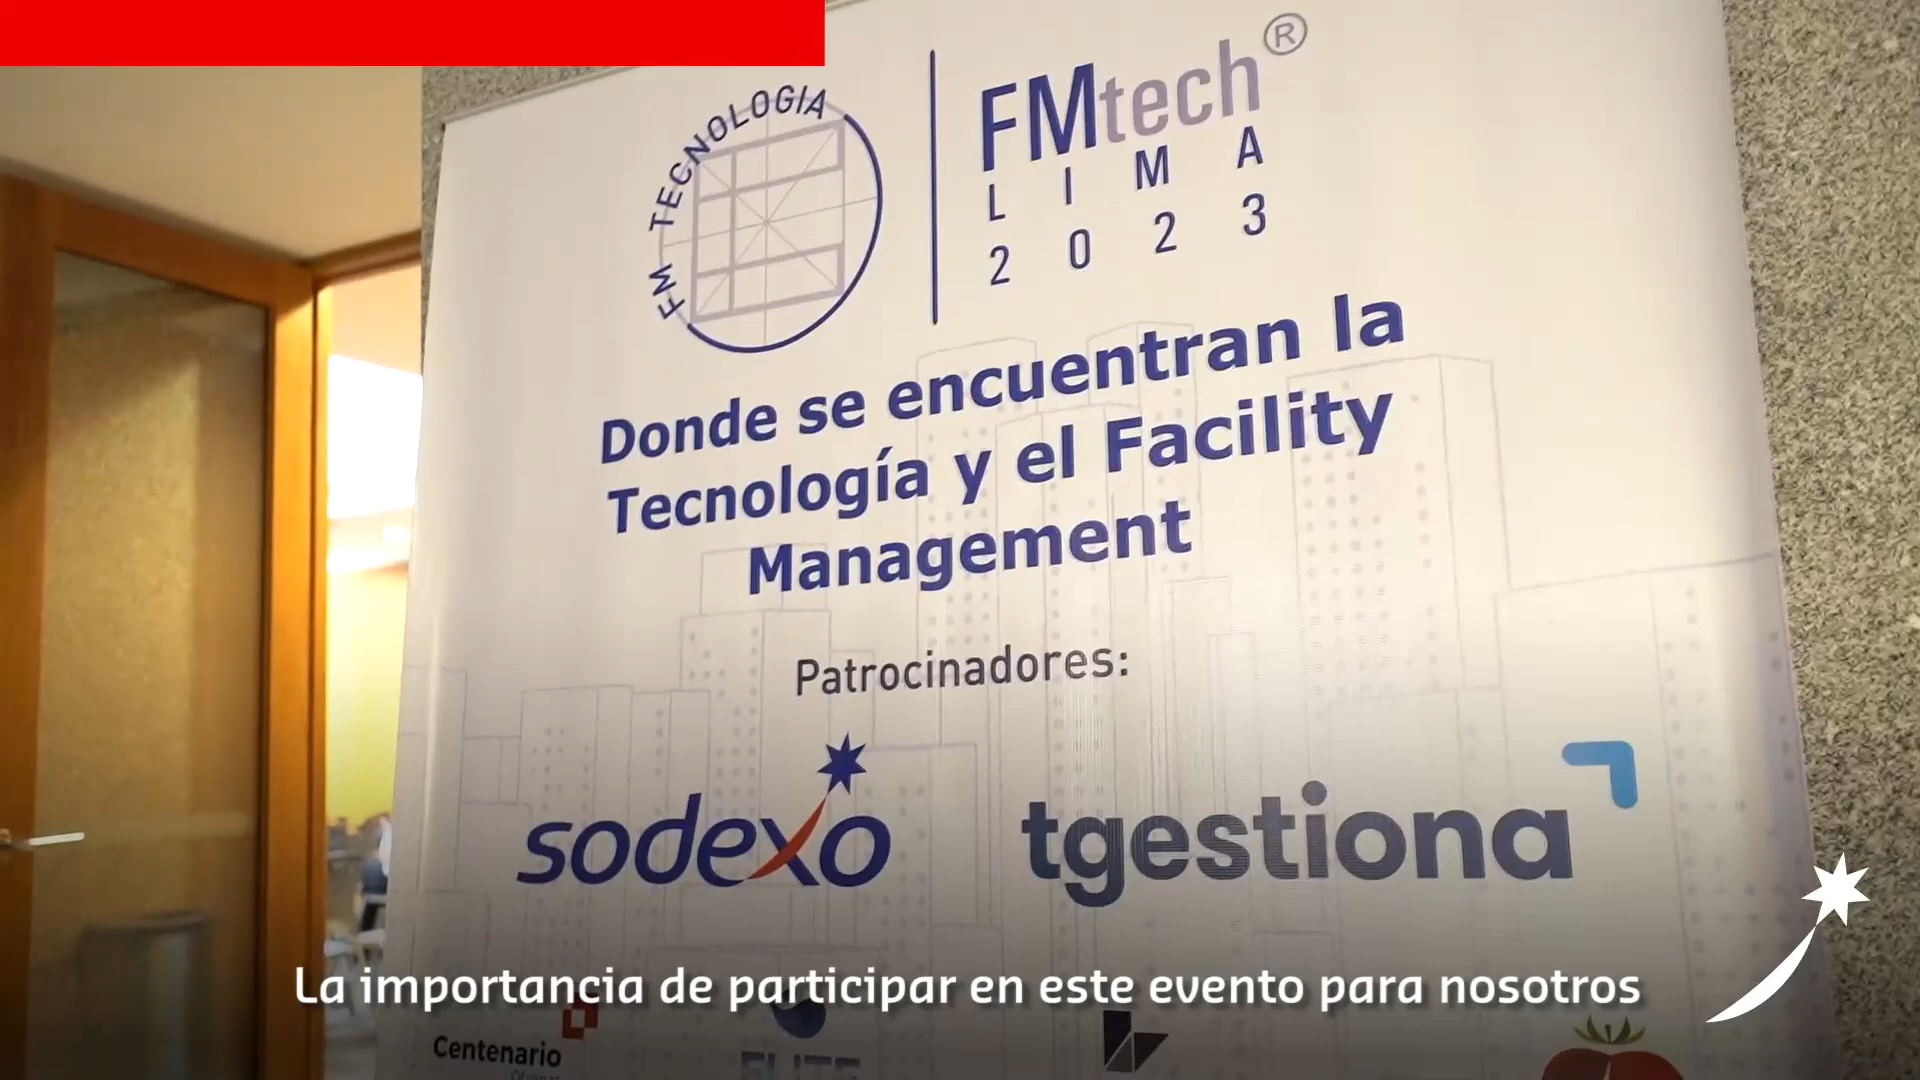 FM TECNOLOGIA
FMtech®
LIMA
2023
Donde se encuentran la
Tecnología y el Facility
Management
Patrocinadores:
sodexo
tgestiona
La importancia de participar en este evento para nosotros
Centenario